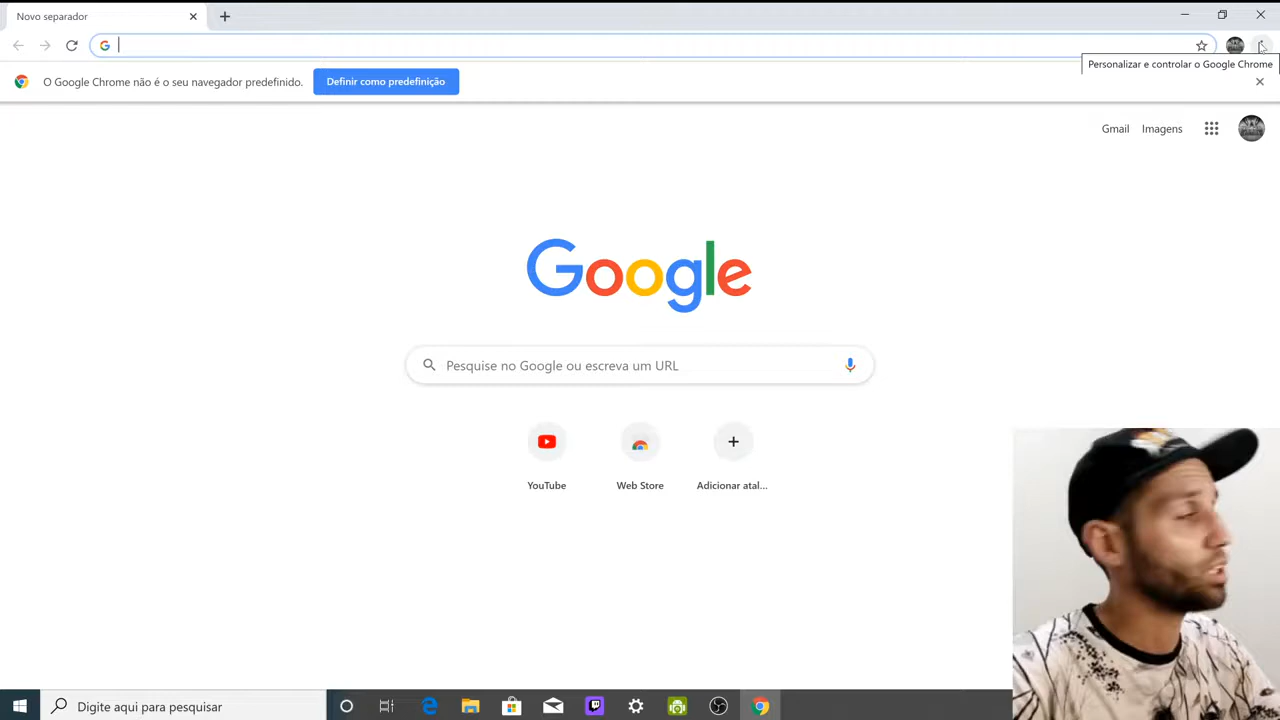 Novo separador
Personalizar e controlar o Google Chrome
O Google Chrome não é o seu navegador predefinido.
Definir como predefinição
Gmail
Imagens
Google
Pesquise no Google ou escreva um URL
YouTube
Web Store
Adicionar atal...
Digite aqui para pesquisar